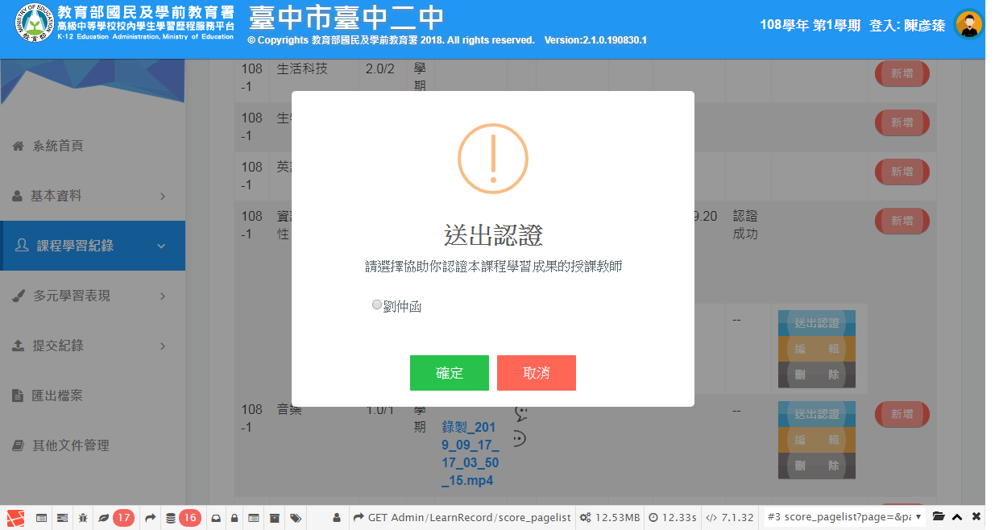 教育部國民及學前教育署
高級中等學校校內學生學習歷程服務平台
K-12 Education Administration, Ministry of Education
MINISTRY OF EDUCATION
教育部
臺中市臺中二中
© Copyrights 教育部國民及學前教育署 2018. All rights reserved. Version:2.1.0.190830.1
108學年 第1學期 登入: 陳彥臻
系統首頁
基本資料
課程學習紀錄
多元學習表現
提交紀錄
匯出檔案
其他文件管理
108-1 生活科技 2.0/2 學期 新增
108-1 新增
108-1 新增
108-1 9.20 認證成功 新增
送出認證
請選擇協助你認證本課程學習成果的授課教師
劉仲函
確定 取消
--
送出認證
編 輯
刪 除
108-1 音樂 1.0/1 學期
錄製_201
9_09_17_
17_03_50
_15.mp4
--
送出認證
編 輯
刪 除
新增
17 16 GET Admin/LearnRecord/score_pagelist 12.53MB 12.33s </> 7.1.32 #3 score_pagelist?page=&pa